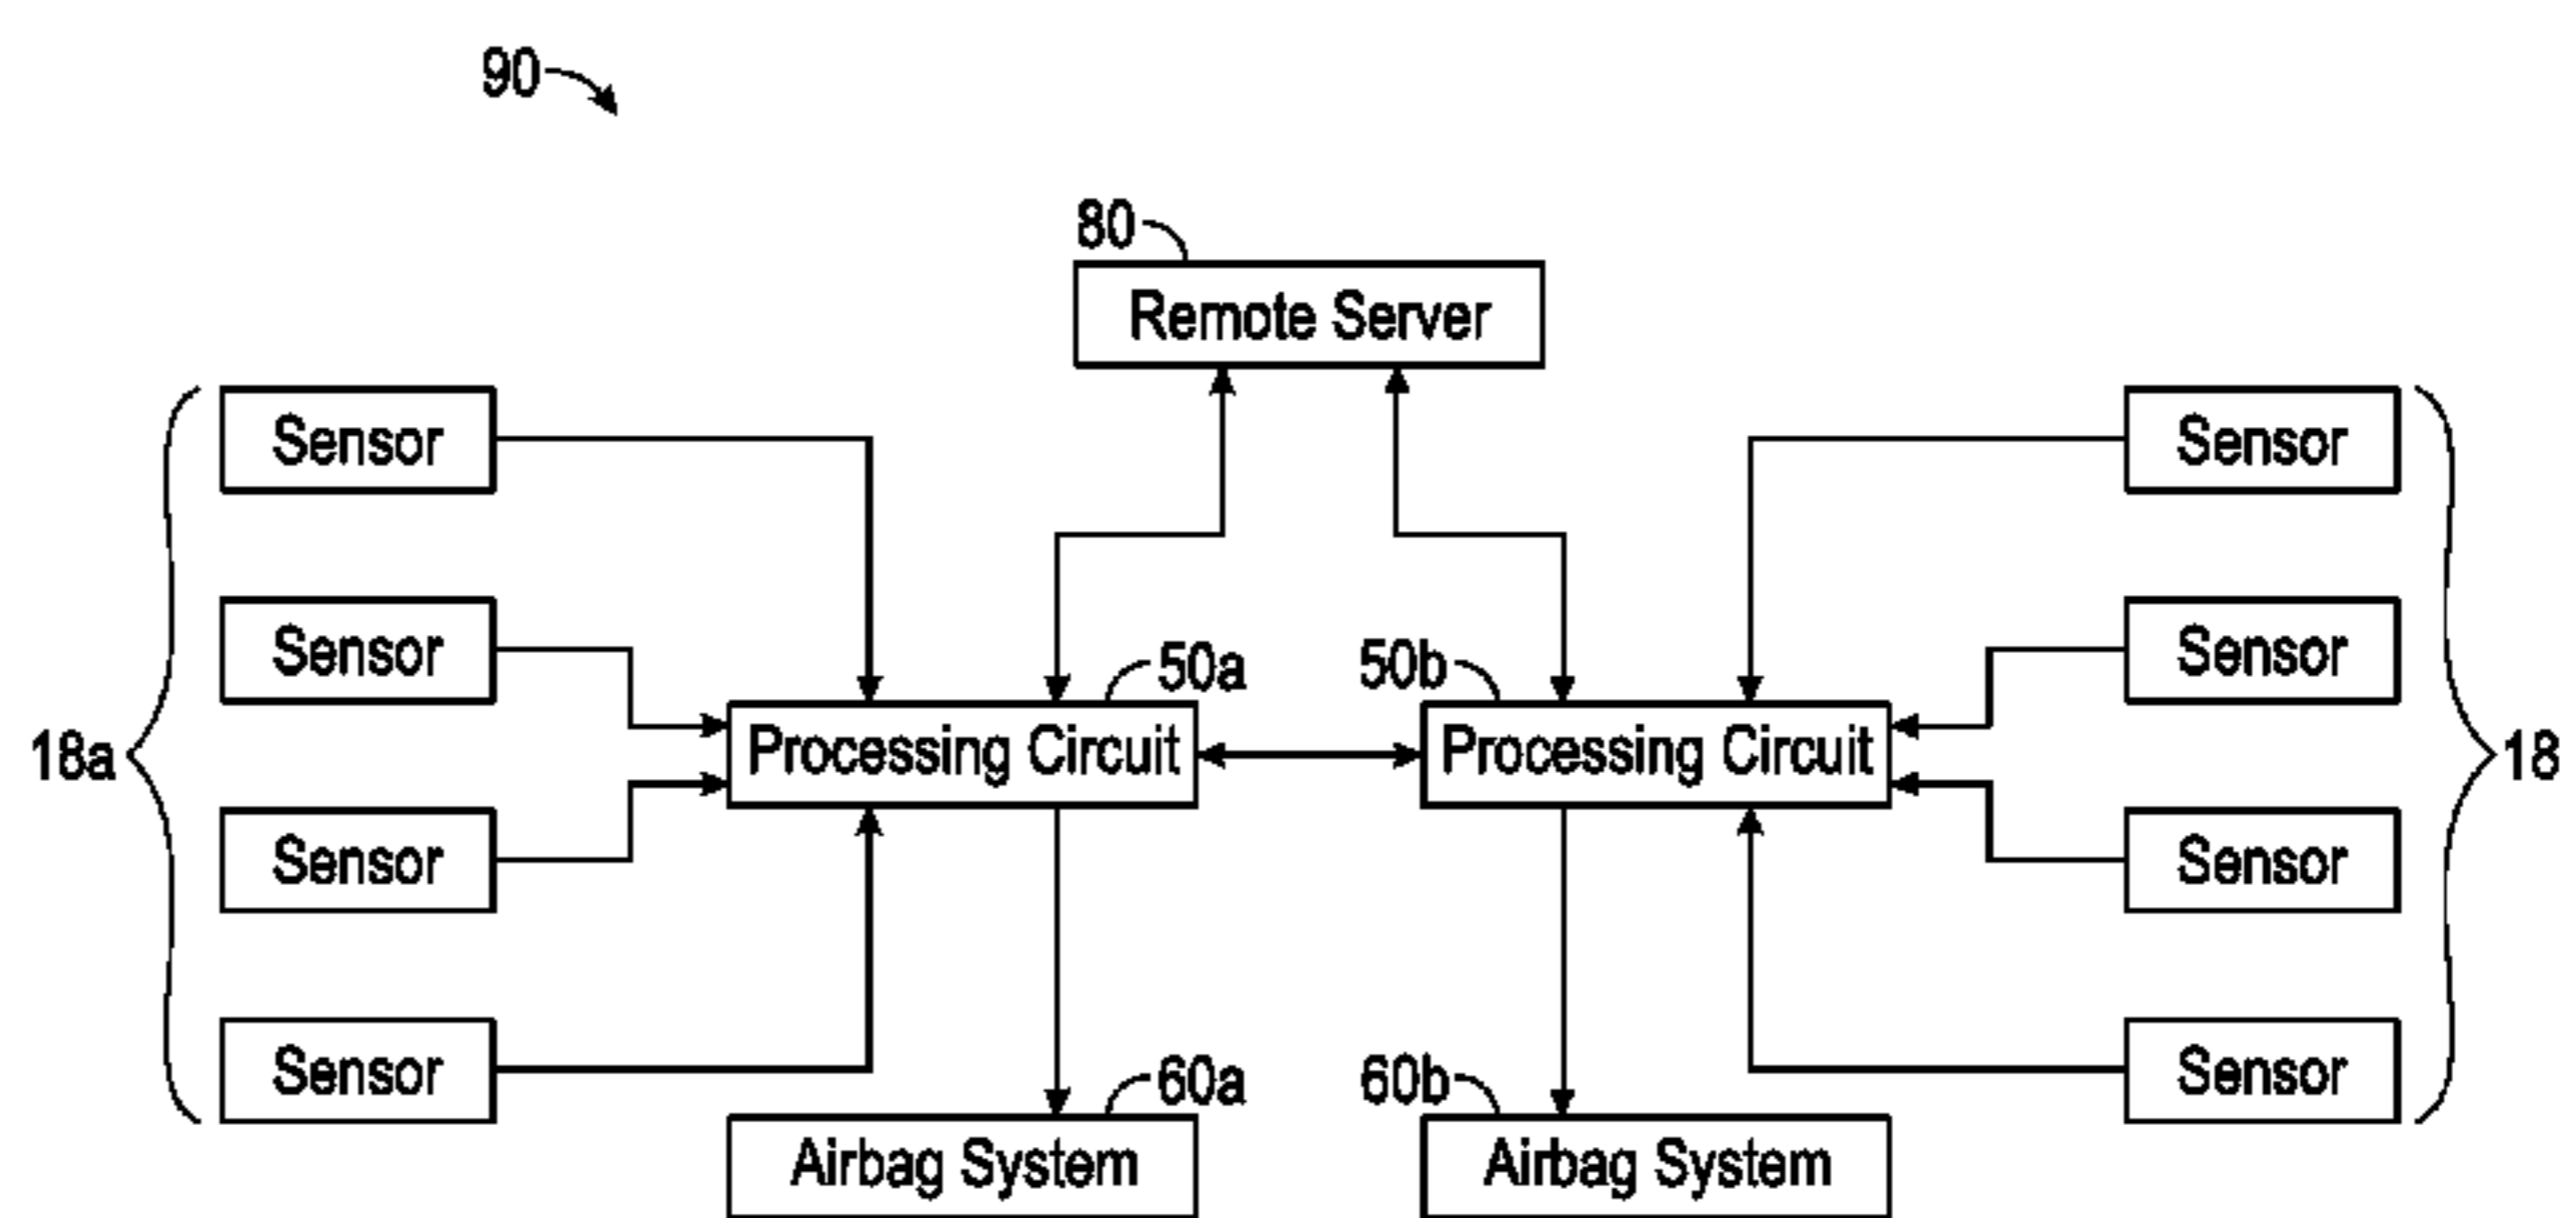 90
80
Remote Server
Sensor
Sensor
Sensor
Sensor
50a
50b
18a
Processing Circuit
Processing Circuit
18
Sensor
Sensor
Sensor
Sensor
60a
60b
Airbag System
Airbag System